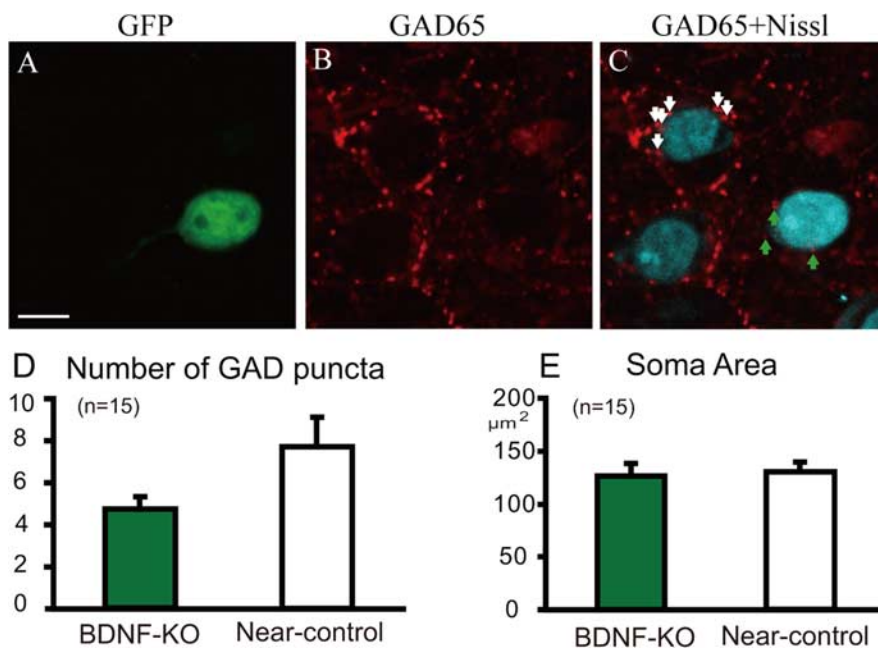 GFP
GAD65
GAD65+Nissl
A
B
C
D
Number of GAD puncta
(n=15)
10
8
6
4
2
0
BDNF-KO
Near-control
E
Soma Area
200
µm²
(n=15)
150
100
50
0
BDNF-KO
Near-control